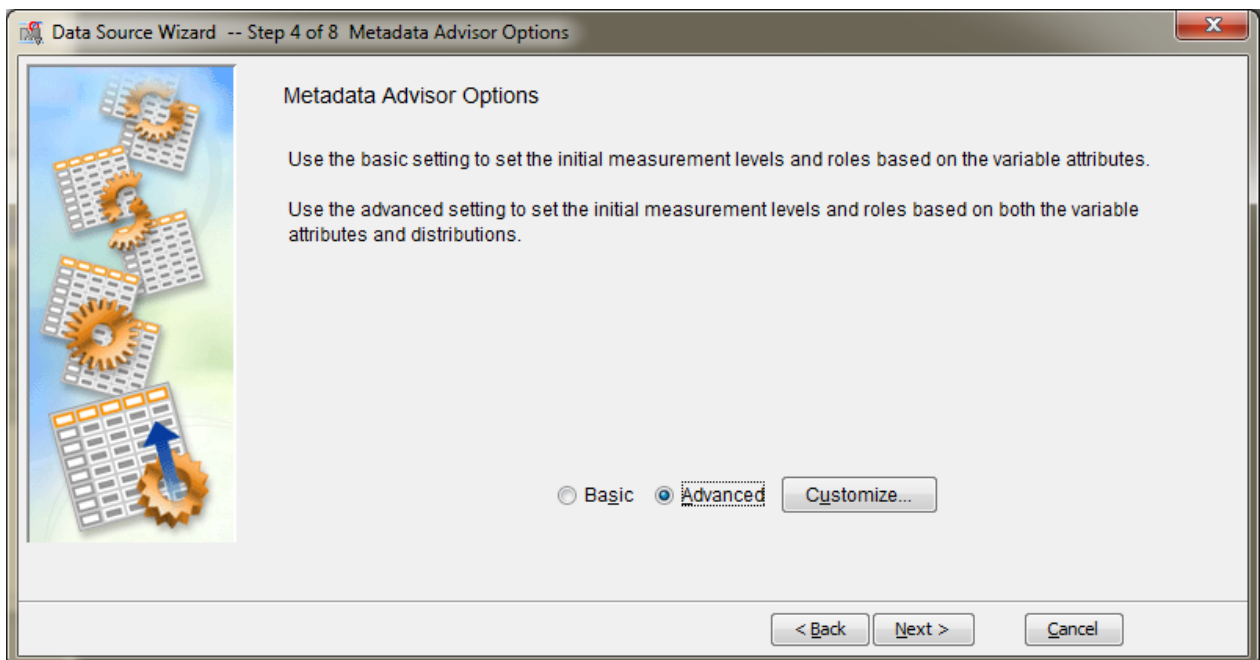 Data Source Wizard -- Step 4 of 8 Metadata Advisor Options
Metadata Advisor Options
Use the basic setting to set the initial measurement levels and roles based on the variable attributes.
Use the advanced setting to set the initial measurement levels and roles based on both the variable
attributes and distributions.
Basic Advanced Customize...
< Back Next > Cancel